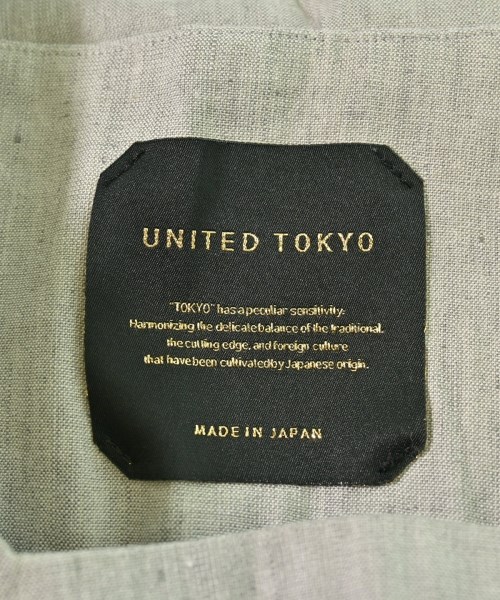 UNITED TOKYO
"TOKYO" has a peculiar sensitivity.
Harmonizing the delicate balance of the traditional,
the cutting edge, and foreign culture
that have been cultivated by Japanese origin.
MADE IN JAPAN